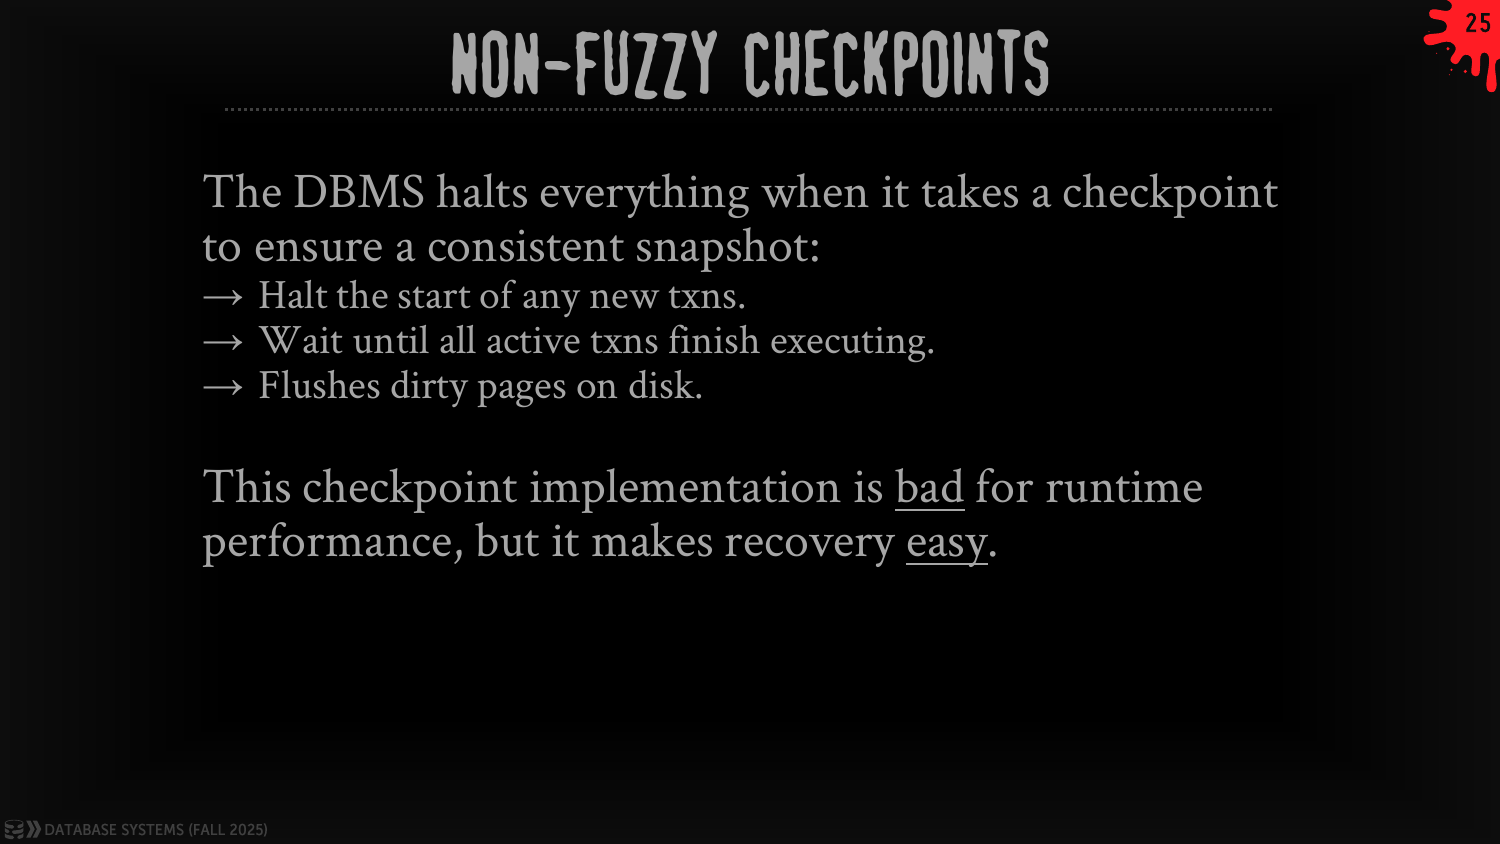 25
NON-FUZZY CHECKPOINTS
The DBMS halts everything when it takes a checkpoint
to ensure a consistent snapshot:
→ Halt the start of any new txns.
→ Wait until all active txns finish executing.
→ Flushes dirty pages on disk.
This checkpoint implementation is bad for runtime
performance, but it makes recovery easy.
DATABASE SYSTEMS (FALL 2025)